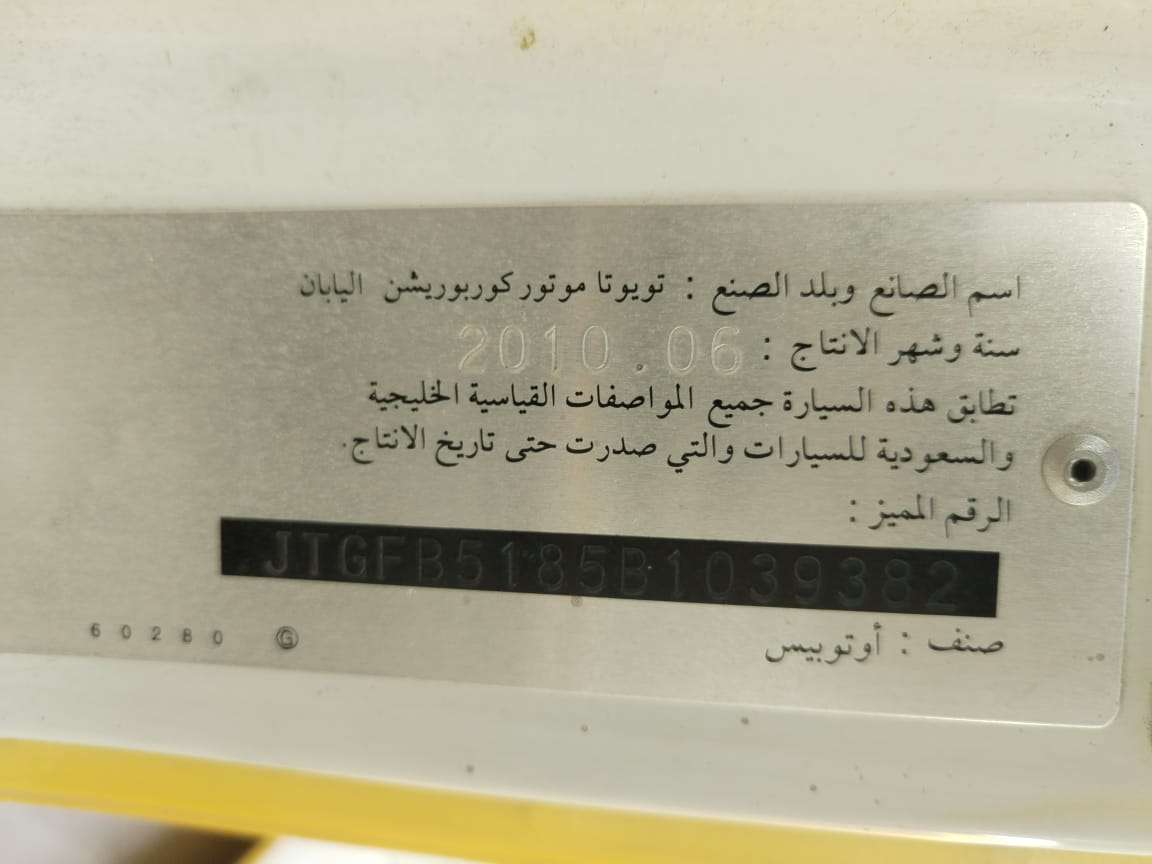 اسم الصانع وبلد الصنع : تويوتا موتور كوربوريشن اليابان
سنة وشهر الانتاج : 2010.06
تطابق هذه السيارة جميع المواصفات القياسية الخليجية
والسعودية للسيارات والتي صدرت حتى تاريخ الانتاج.
الرقم المميز :
JTGFB5185B1039382
صنف : أوتوبيس
60280 G